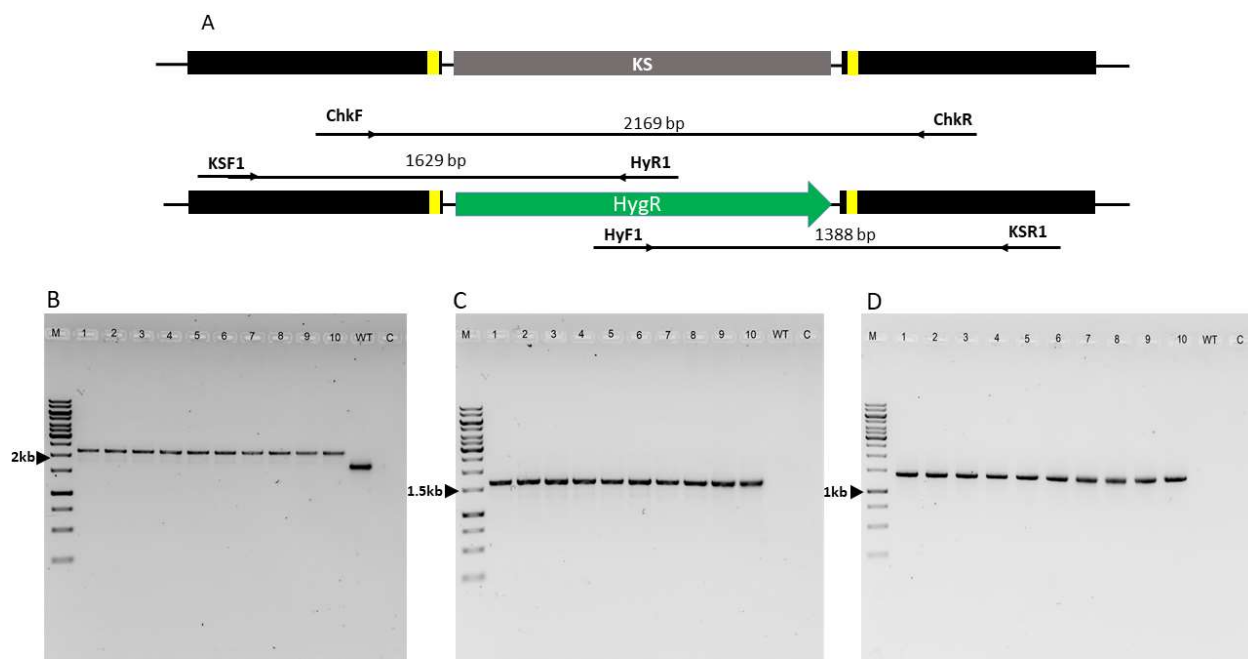 A
KS
ChkF
2169 bp
ChkR
KSF1
1629 bp
HyR1
HygR
HyF1
1388 bp
KSR1
B
M 1 2 3 4 5 6 7 8 9 10 WT C
2kb
C
M 1 2 3 4 5 6 7 8 9 10 WT C
1.5kb
D
M 1 2 3 4 5 6 7 8 9 10 WT C
1kb